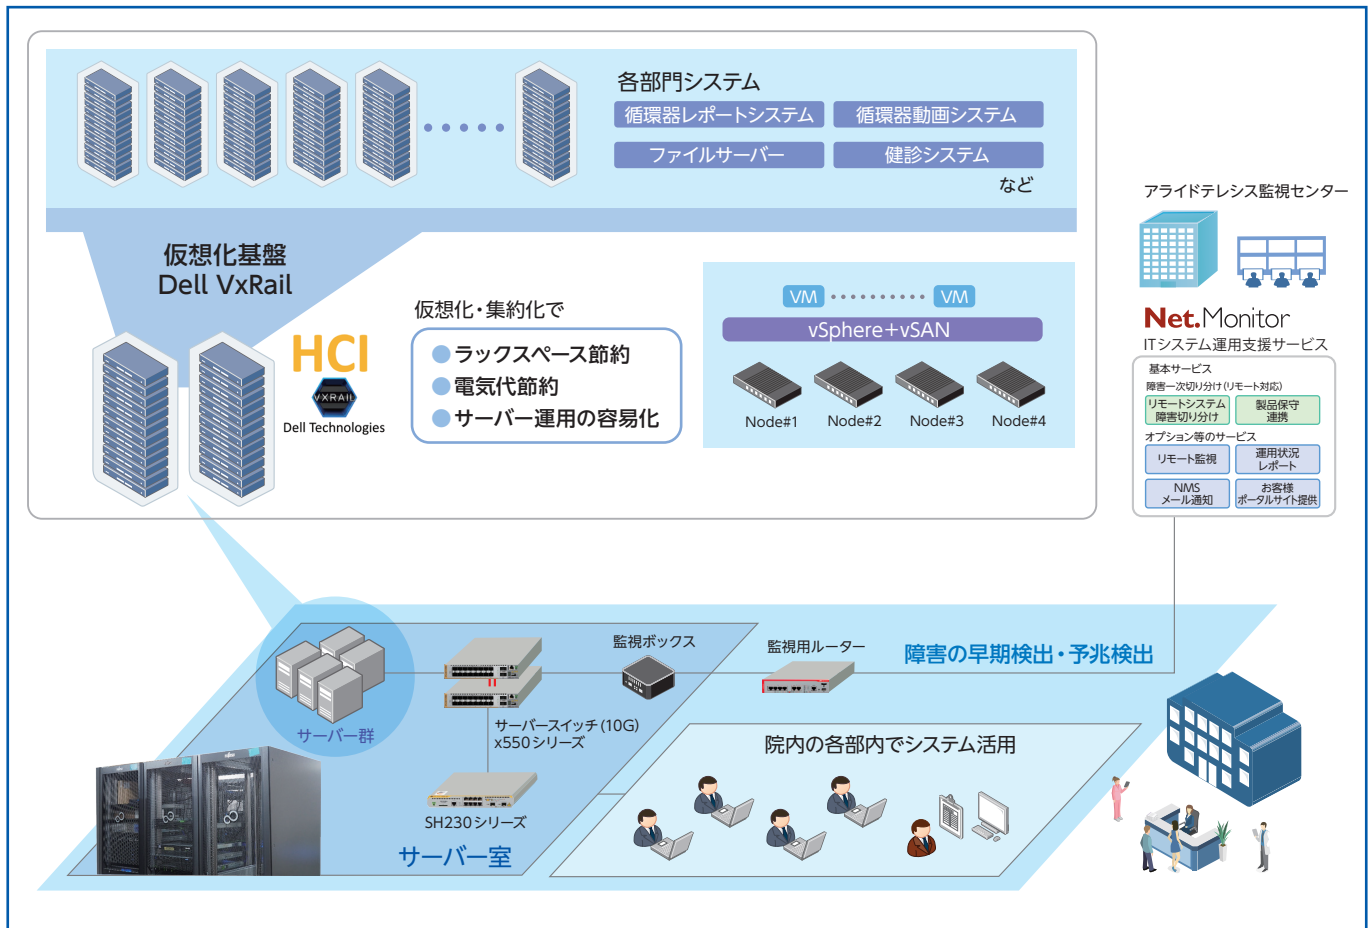 各部門システム
循環器レポートシステム
循環器動画システム
ファイルサーバー
健診システム
など
仮想化基盤
Dell VxRail
HCI
VXRAIL
Dell Technologies
仮想化・集約化で
ラックスペース節約
電気代節約
サーバー運用の容易化
VM
VM
vSphere+vSAN
Node#1
Node#2
Node#3
Node#4
アライドテレシス監視センター
Net.Monitor
ITシステム運用支援サービス
基本サービス
障害一次切り分け(リモート対応)
リモートシステム
障害切り分け
製品保守
連携
オプション等のサービス
リモート監視
運用状況
レポート
NMS
メール通知
お客様
ポータルサイト提供
監視ボックス
監視用ルーター
障害の早期検出・予兆検出
サーバー群
サーバースイッチ(10G)
x550シリーズ
SH230シリーズ
サーバー室
院内の各部内でシステム活用